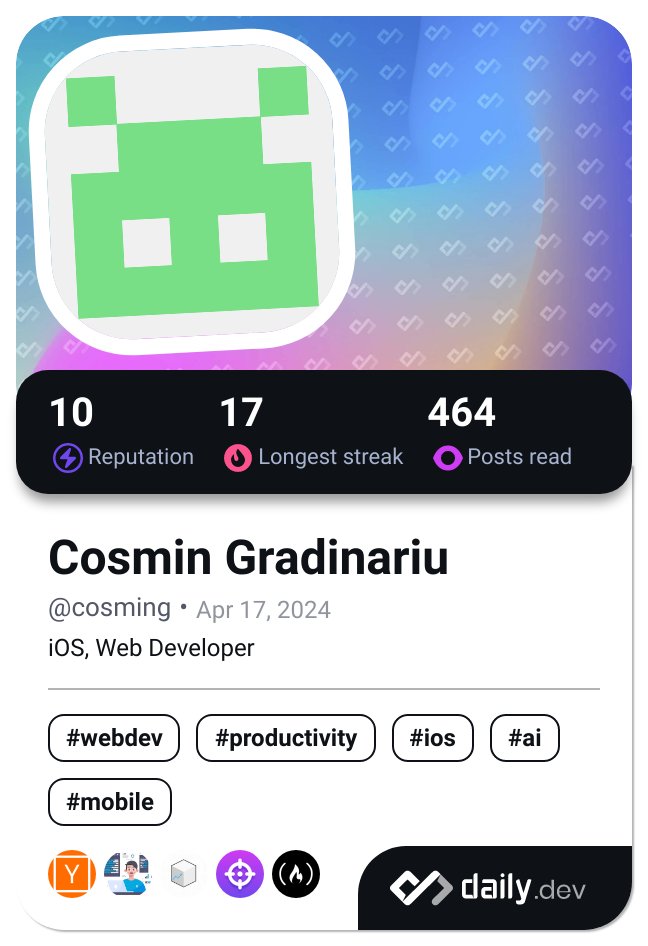 10 17 464
Reputation Longest streak Posts read
Cosmin Gradinariu
@cosming • Apr 17, 2024
iOS, Web Developer
#webdev #productivity #ios #ai
#mobile
Y
daily.dev